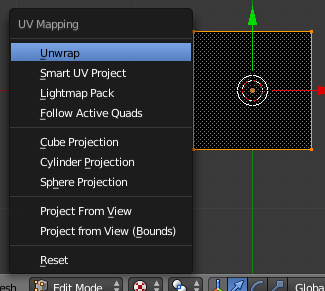 UV Mapping
Unwrap
Smart UV Project
Lightmap Pack
Follow Active Quads
Cube Projection
Cylinder Projection
Sphere Projection
Project From View
Project from View (Bounds)
Reset
esh Edit Mode Globa